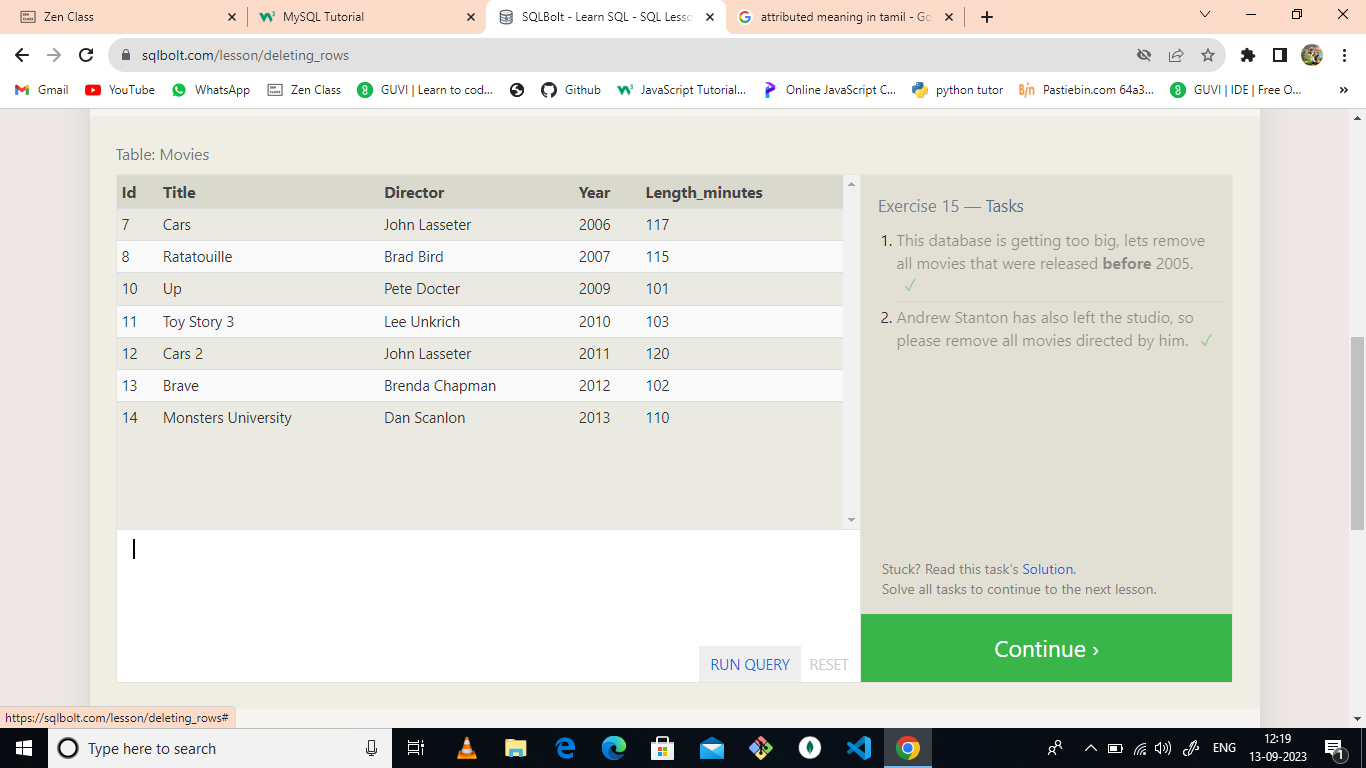 Zen Class
MySQL Tutorial
SQLBolt - Learn SQL - SQL Lesso
attributed meaning in tamil - Go
sqlbolt.com/lesson/deleting_rows
Gmail
YouTube
WhatsApp
Zen Class
GUVI | Learn to cod...
Github
JavaScript Tutorial...
Online JavaScript C...
python tutor
Pastiebin.com 64a3...
GUVI | IDE | Free O...
»
Table: Movies
Id Title Director Year Length_minutes
7 Cars John Lasseter 2006 117
8 Ratatouille Brad Bird 2007 115
10 Up Pete Docter 2009 101
11 Toy Story 3 Lee Unkrich 2010 103
12 Cars 2 John Lasseter 2011 120
13 Brave Brenda Chapman 2012 102
14 Monsters University Dan Scanlon 2013 110
RUN QUERY RESET
Exercise 15 — Tasks
1. This database is getting too big, lets remove
all movies that were released before 2005.
✓
2. Andrew Stanton has also left the studio, so
please remove all movies directed by him. ✓
Stuck? Read this task's Solution.
Solve all tasks to continue to the next lesson.
Continue ›
https://sqlbolt.com/lesson/deleting_rows#
Type here to search
ENG
12:19
13-09-2023
1